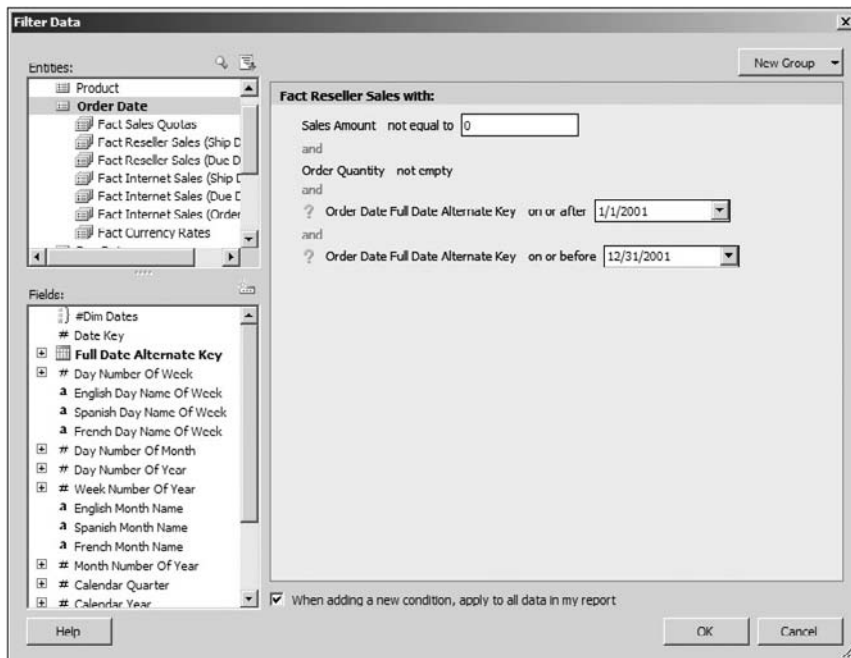 Filter Data
Entities:
New Group
Product
Order Date
Fact Sales Quotas
Fact Reseller Sales (Ship D
Fact Reseller Sales (Due D
Fact Internet Sales (Ship D
Fact Internet Sales (Due D
Fact Internet Sales (Order
Fact Currency Rates
Fields:
#Dim Dates
# Date Key
Full Date Alternate Key
# Day Number Of Week
a English Day Name Of Week
a Spanish Day Name Of Week
a French Day Name Of Week
# Day Number Of Month
# Day Number Of Year
# Week Number Of Year
a English Month Name
a Spanish Month Name
a French Month Name
# Month Number Of Year
# Calendar Quarter
# Calendar Year
Fact Reseller Sales with:
Sales Amount not equal to 0
and
Order Quantity not empty
and
? Order Date Full Date Alternate Key on or after 1/1/2001
and
? Order Date Full Date Alternate Key on or before 12/31/2001
When adding a new condition, apply to all data in my report
Help
OK
Cancel